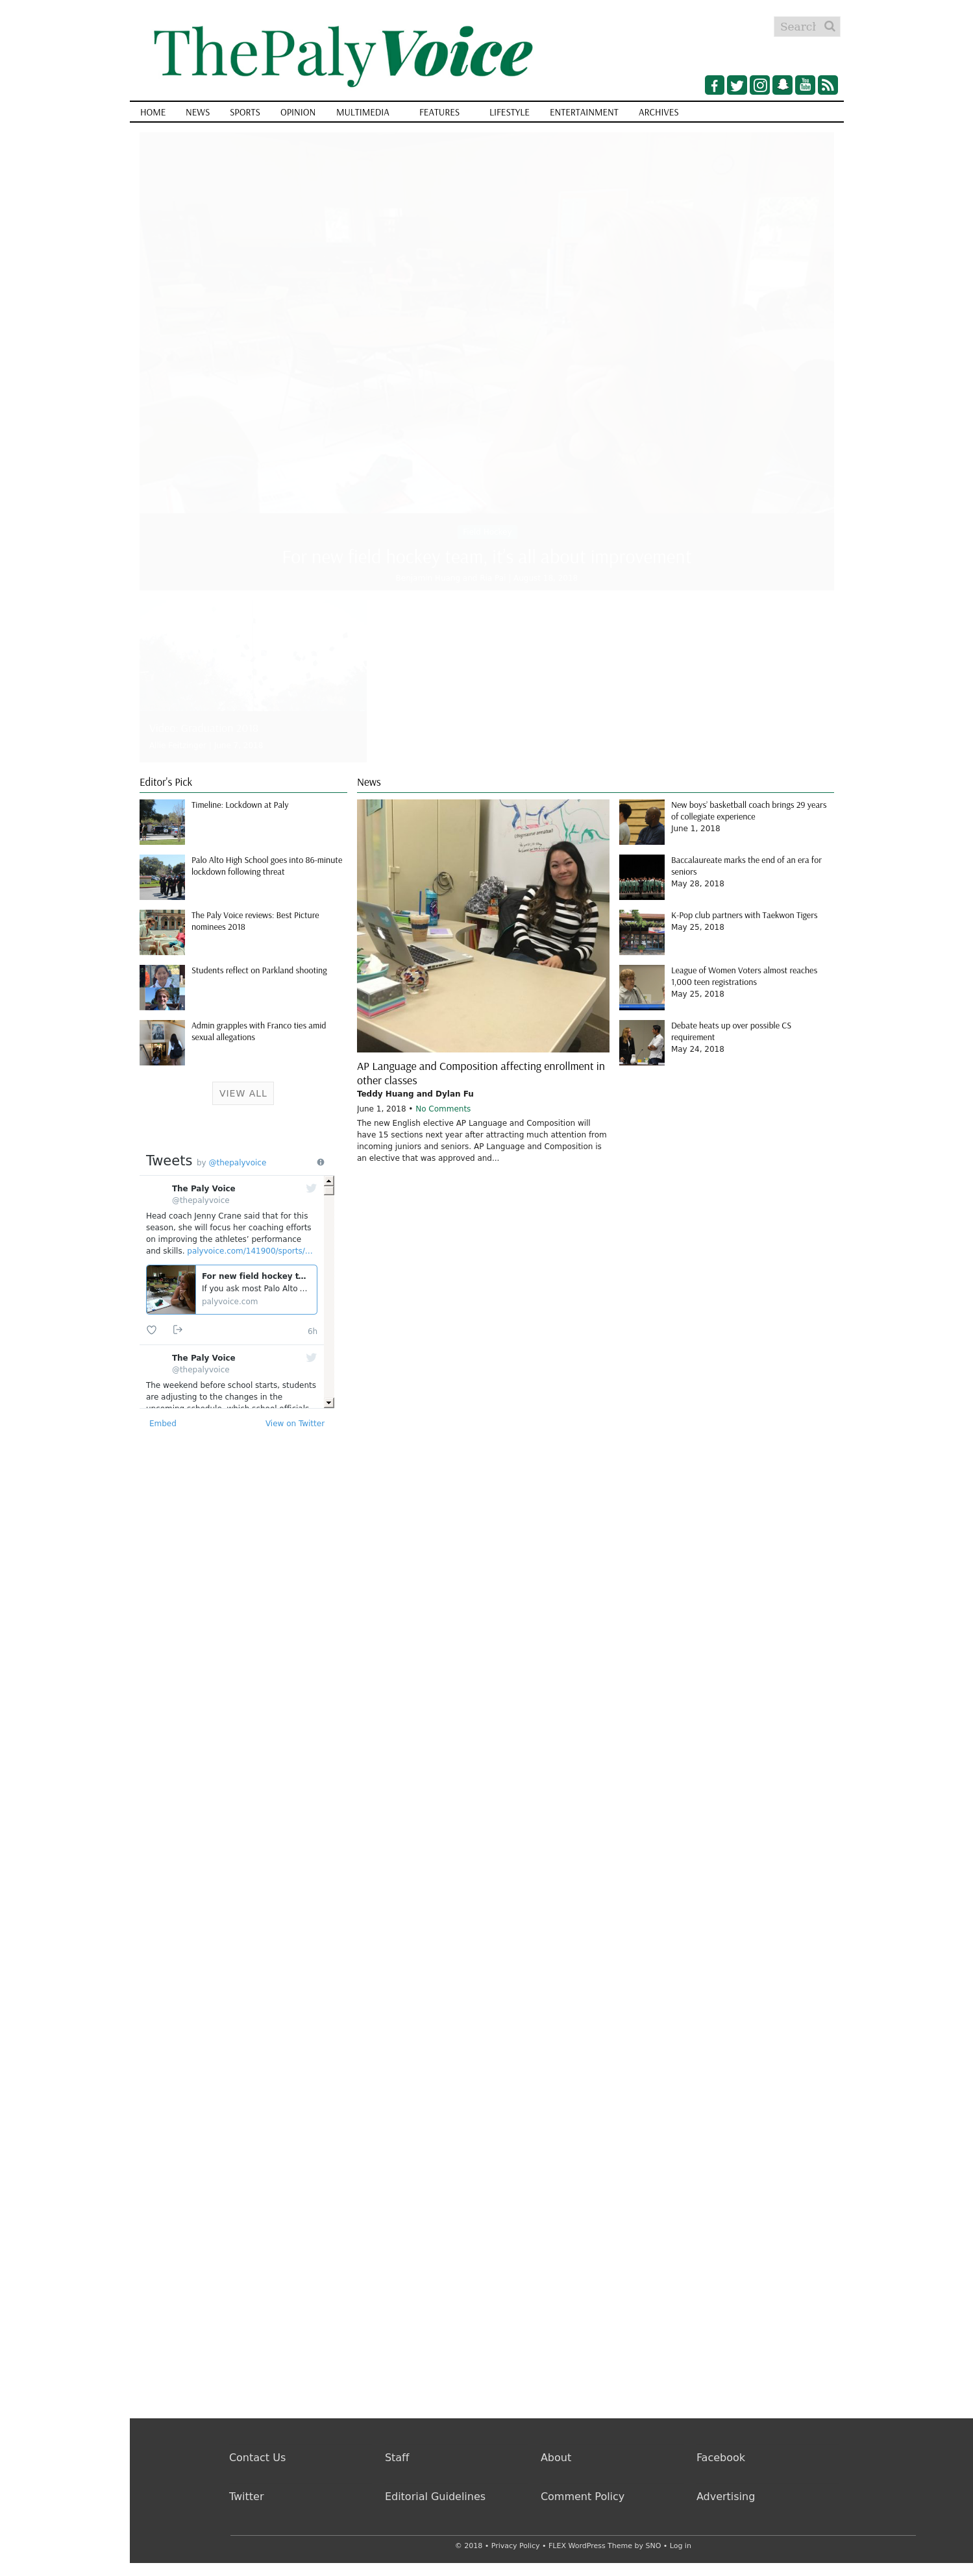 ThePalyVoice
Search
HOME NEWS SPORTS OPINION MULTIMEDIA FEATURES LIFESTYLE ENTERTAINMENT ARCHIVES
For new field hockey team, it's all about improvement
Editor's Pick
Timeline: Lockdown at Paly
Palo Alto High School goes into 86-minute
lockdown following threat
The Paly Voice reviews: Best Picture
nominees 2018
Students reflect on Parkland shooting
Admin grapples with Franco ties amid
sexual allegations
VIEW ALL
News
AP Language and Composition affecting enrollment in
other classes
Teddy Huang and Dylan Fu
June 1, 2018 • No Comments
The new English elective AP Language and Composition will
have 15 sections next year after attracting much attention from
incoming juniors and seniors. AP Language and Composition is
an elective that was approved and...
New boys' basketball coach brings 29 years
of collegiate experience
June 1, 2018
Baccalaureate marks the end of an era for
seniors
May 28, 2018
K-Pop club partners with Taekwon Tigers
May 25, 2018
League of Women Voters almost reaches
1,000 teen registrations
May 25, 2018
Debate heats up over possible CS
requirement
May 24, 2018
Tweets by @thepalyvoice
The Paly Voice
@thepalyvoice
Head coach Jenny Crane said that for this
season, she will focus her coaching efforts
on improving the athletes’ performance
and skills. palyvoice.com/141900/sports/…
For new field hockey t…
If you ask most Palo Alto …
palyvoice.com
6h
The Paly Voice
@thepalyvoice
The weekend before school starts, students
are adjusting to the changes in the
upcoming schedule, which school officials
Embed View on Twitter
Contact Us Staff About Facebook
Twitter Editorial Guidelines Comment Policy Advertising
© 2018 • Privacy Policy • FLEX WordPress Theme by SNO • Log in